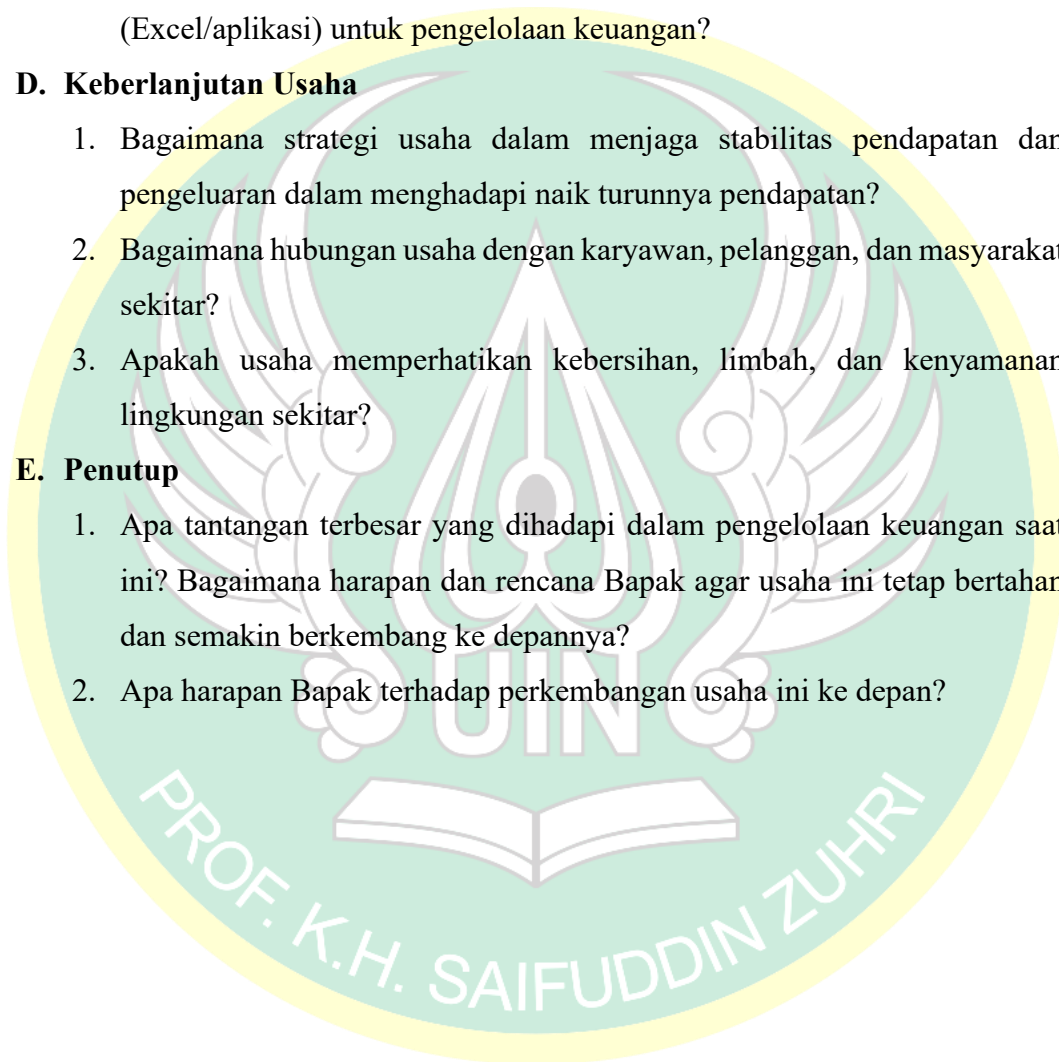 (Excel/aplikasi) untuk pengelolaan keuangan?
D. Keberlanjutan Usaha
1. Bagaimana strategi usaha dalam menjaga stabilitas pendapatan dan
pengeluaran dalam menghadapi naik turunnya pendapatan?
2. Bagaimana hubungan usaha dengan karyawan, pelanggan, dan masyarakat
sekitar?
3. Apakah usaha memperhatikan kebersihan, limbah, dan kenyamanan
lingkungan sekitar?
E. Penutup
1. Apa tantangan terbesar yang dihadapi dalam pengelolaan keuangan saat
ini? Bagaimana harapan dan rencana Bapak agar usaha ini tetap bertahan
dan semakin berkembang ke depannya?
2. Apa harapan Bapak terhadap perkembangan usaha ini ke depan?
UIN
PROF. K.H. SAIFUDDIN ZUHRI